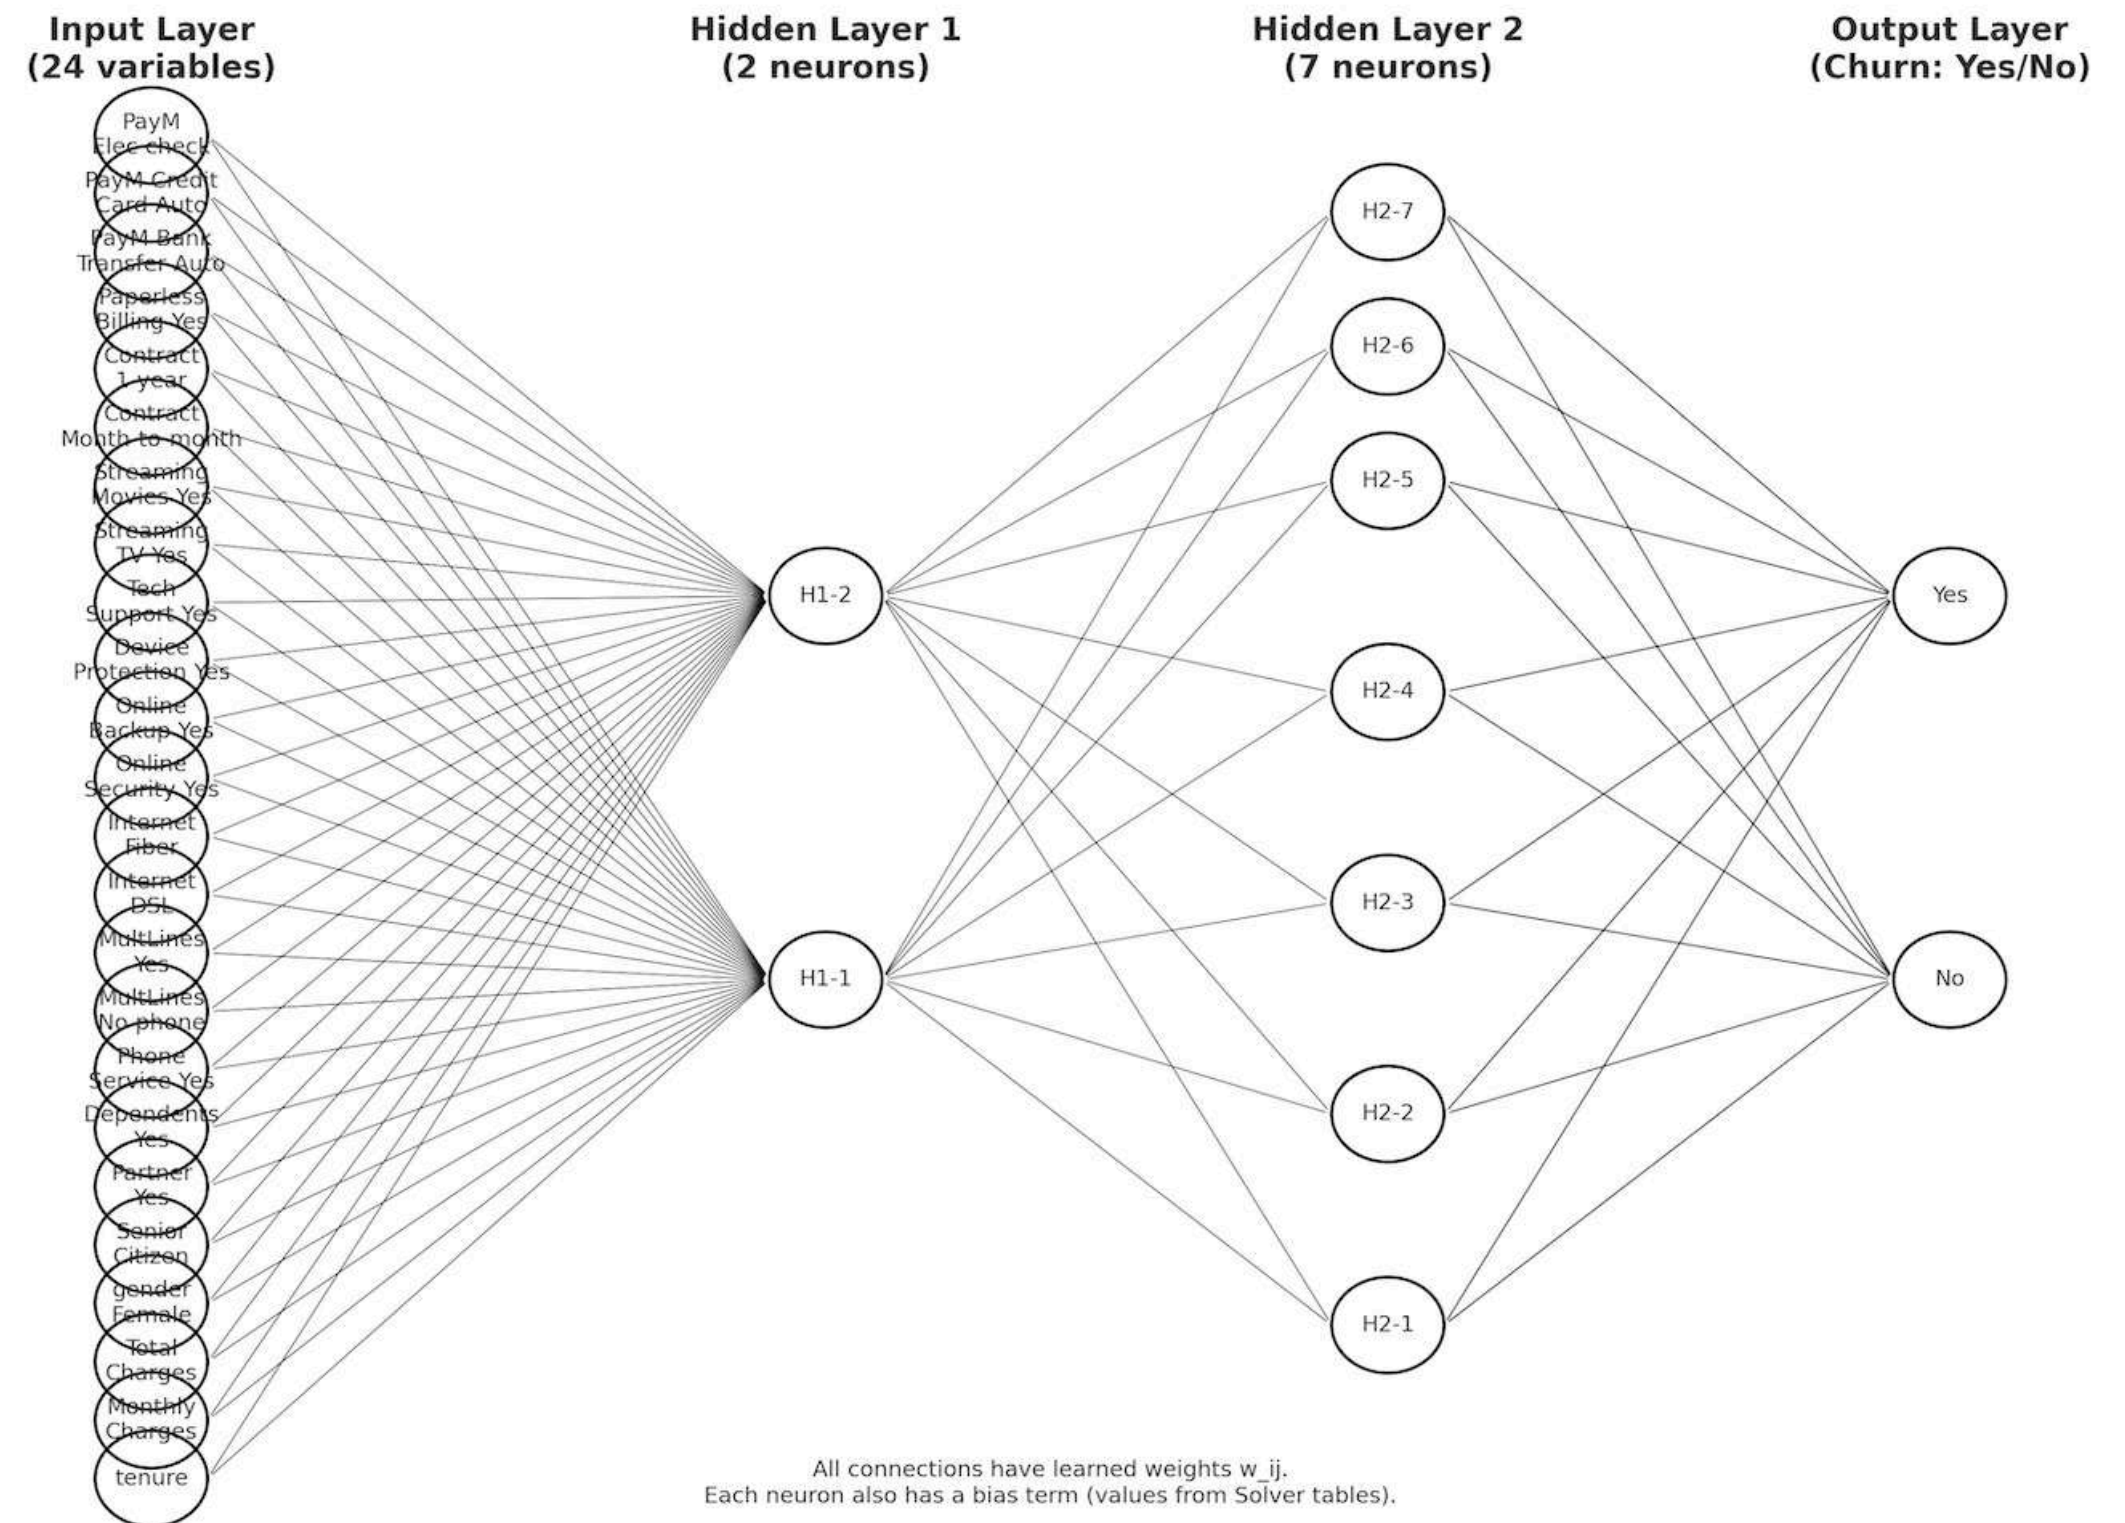 Input Layer
(24 variables)
Hidden Layer 1
(2 neurons)
Hidden Layer 2
(7 neurons)
Output Layer
(Churn: Yes/No)
PayM
Elec check
PayM Credit
Card Auto
PayM Bank
Transfer Auto
Paperless
Billing Yes
Contract
1 year
Contract
Month to month
Streaming
Movies Yes
Streaming
TV Yes
Tech
Support Yes
Device
Protection Yes
Online
Backup Yes
Online
Security Yes
Internet
Fiber
Internet
DSL
MultLines
Yes
MultLines
No phone
Phone
Service Yes
Dependents
Yes
Partner
Yes
Senior
Citizen
gender
Female
Total
Charges
Monthly
Charges
tenure
H1-2
H1-1
H2-7
H2-6
H2-5
H2-4
H2-3
H2-2
H2-1
Yes
No
All connections have learned weights w_ij.
Each neuron also has a bias term (values from Solver tables).